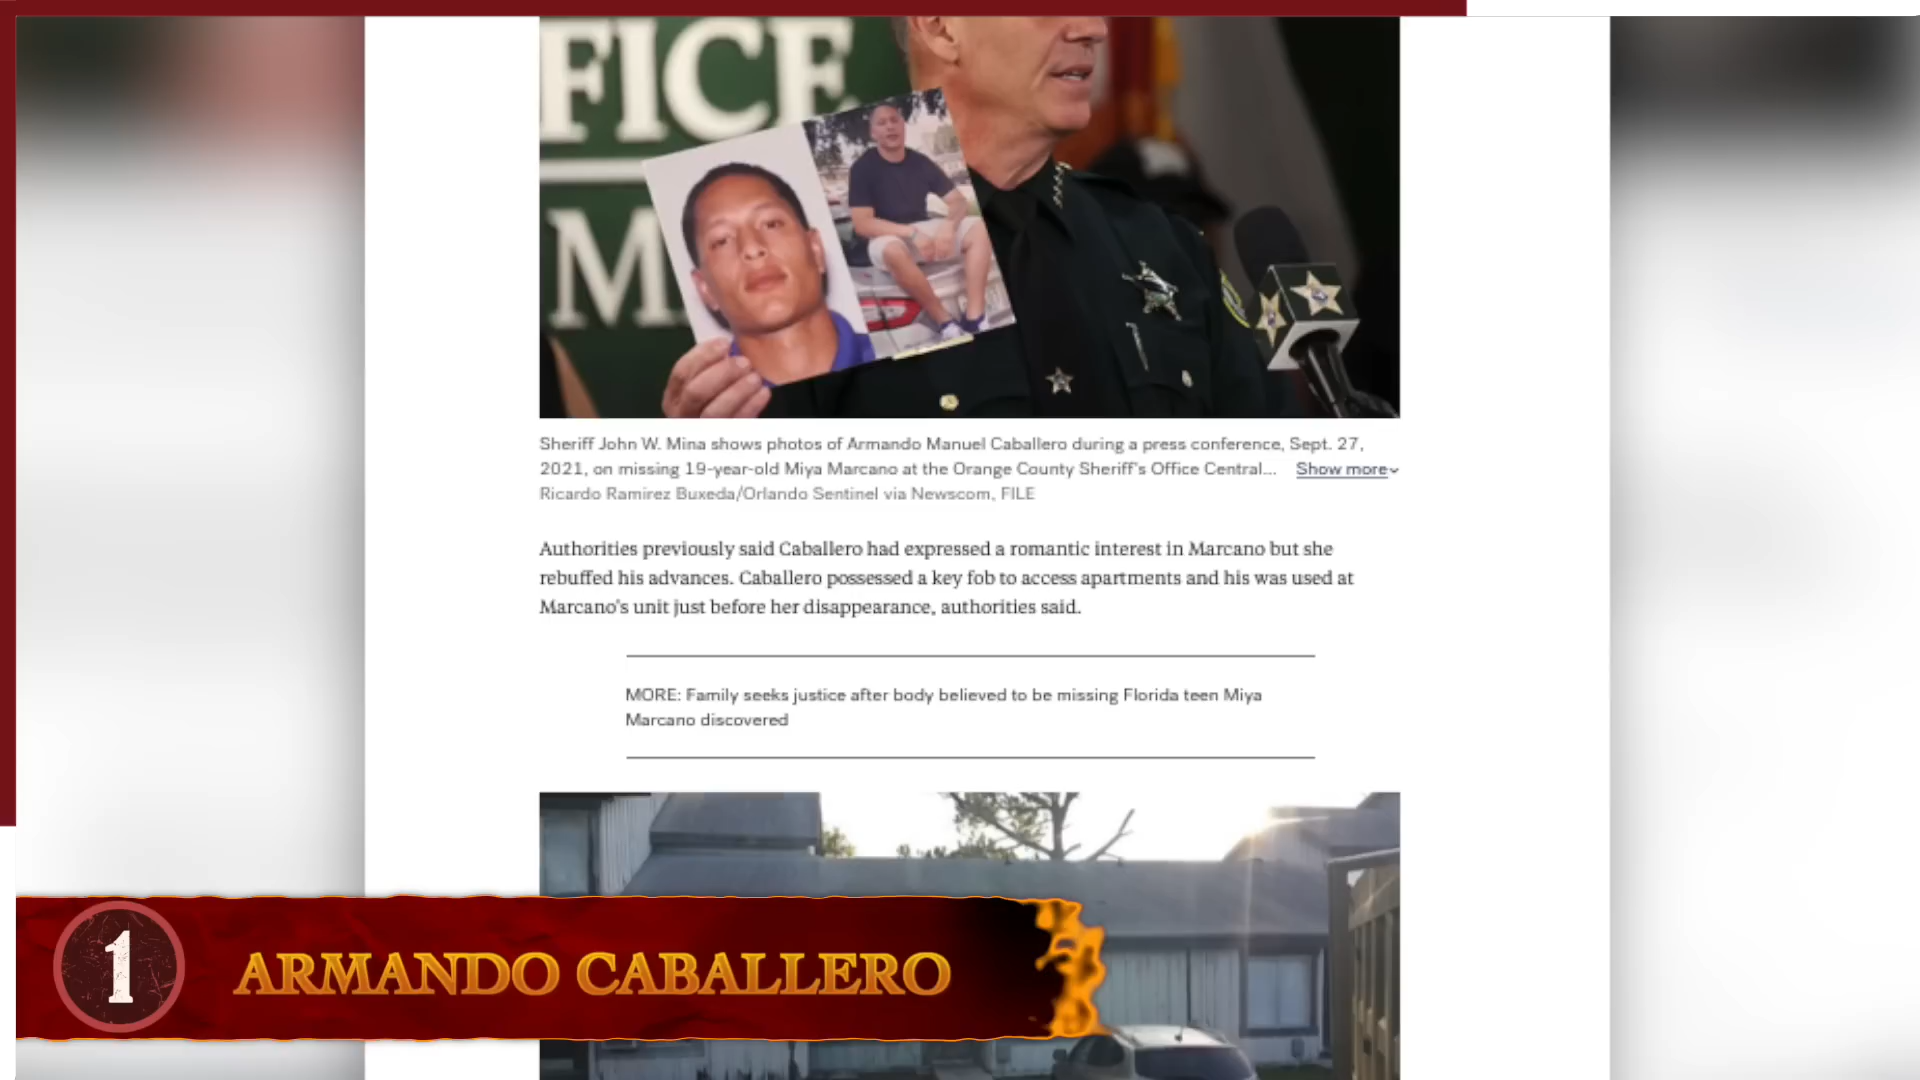 FICE
M
Sheriff John W. Mina shows photos of Armando Manuel Caballero during a press conference, Sept. 27,
2021, on missing 19-year-old Miya Marcano at the Orange County Sheriff's Office Central... Show more
Ricardo Ramirez Buxeda/Orlando Sentinel via Newscom, FILE
Authorities previously said Caballero had expressed a romantic interest in Marcano but she
rebuffed his advances. Caballero possessed a key fob to access apartments and his was used at
Marcano's unit just before her disappearance, authorities said.
MORE: Family seeks justice after body believed to be missing Florida teen Miya
Marcano discovered
1 ARMANDO CABALLERO